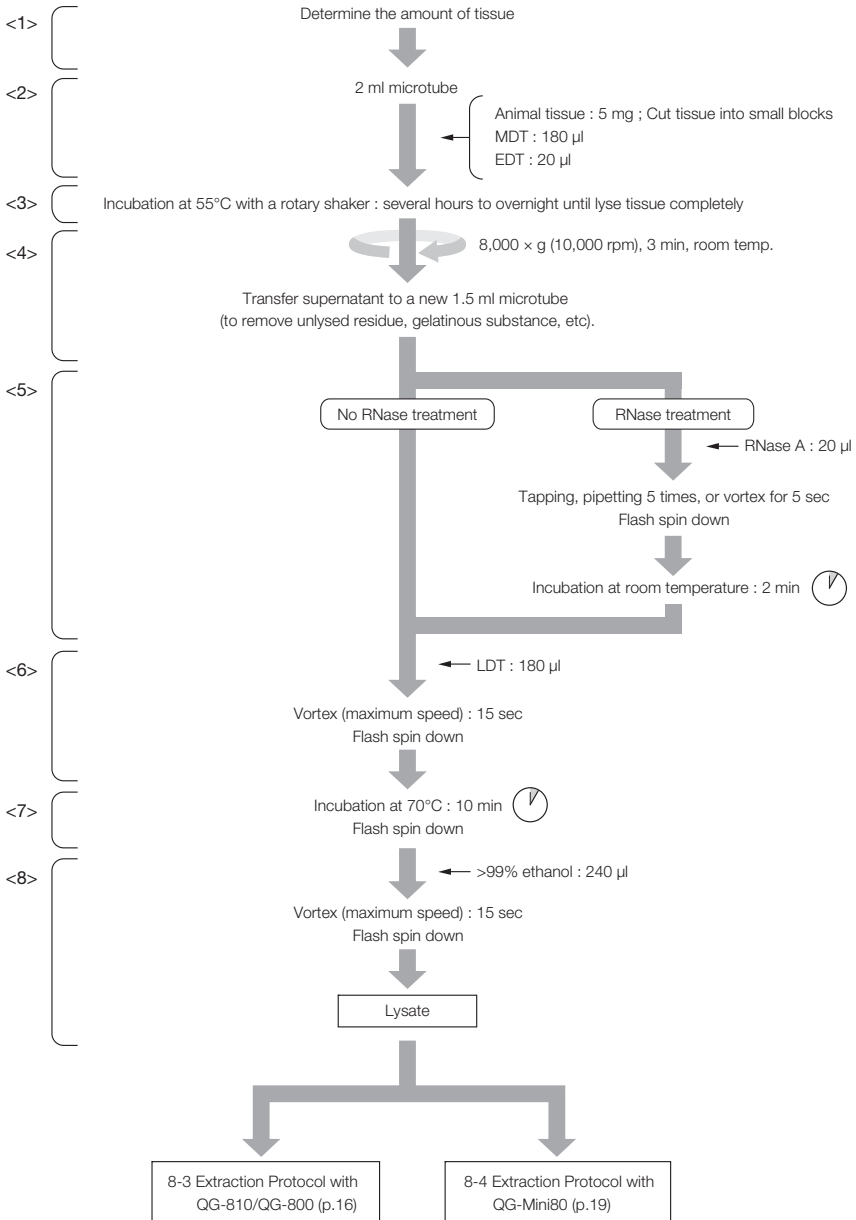 <1>
Determine the amount of tissue
<2>
2 ml microtube
Animal tissue : 5 mg ; Cut tissue into small blocks
MDT : 180 µl
EDT : 20 µl
<3>
Incubation at 55°C with a rotary shaker : several hours to overnight until lyse tissue completely
<4>
8,000 × g (10,000 rpm), 3 min, room temp.
Transfer supernatant to a new 1.5 ml microtube
(to remove unlysed residue, gelatinous substance, etc).
<5>
No RNase treatment
RNase treatment
RNase A : 20 µl
Tapping, pipetting 5 times, or vortex for 5 sec
Flash spin down
Incubation at room temperature : 2 min
<6>
LDT : 180 µl
Vortex (maximum speed) : 15 sec
Flash spin down
<7>
Incubation at 70°C : 10 min
Flash spin down
<8>
>99% ethanol : 240 µl
Vortex (maximum speed) : 15 sec
Flash spin down
Lysate
8-3 Extraction Protocol with
QG-810/QG-800 (p.16)
8-4 Extraction Protocol with
QG-Mini80 (p.19)